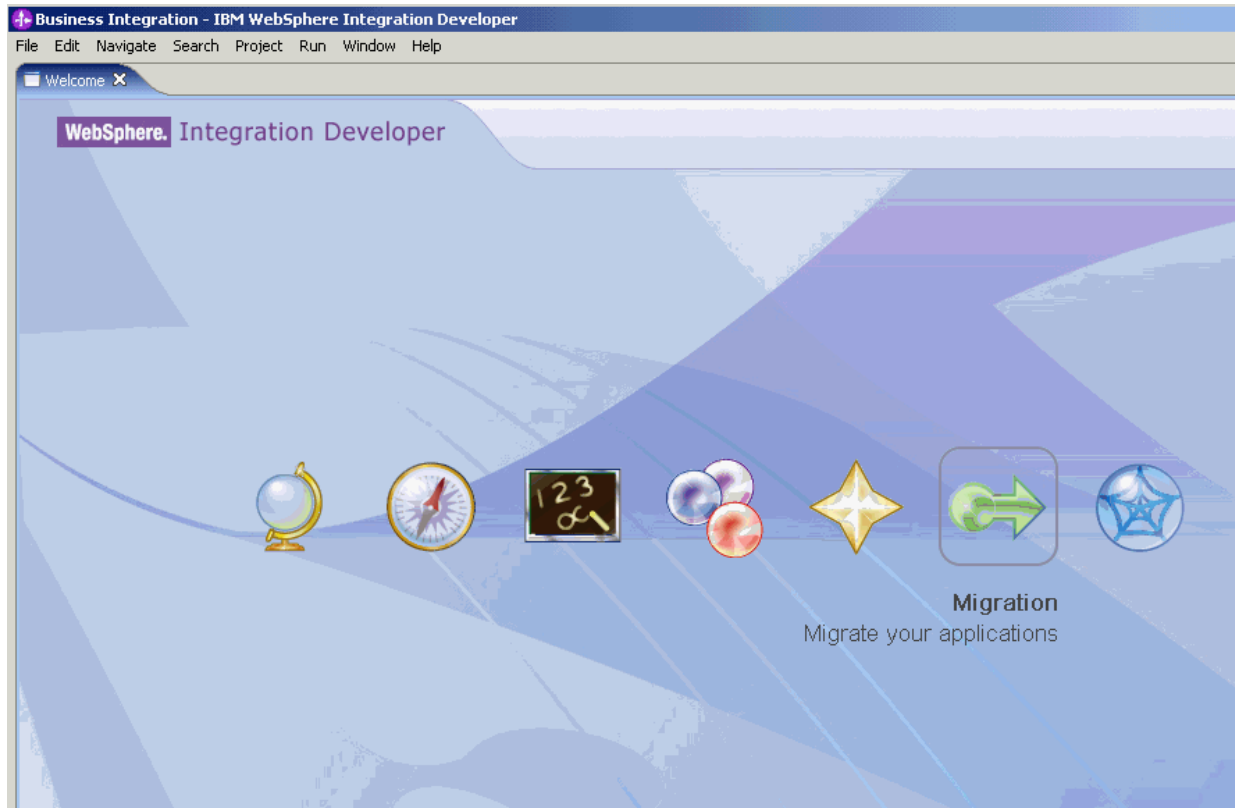 Business Integration - IBM WebSphere Integration Developer
File Edit Navigate Search Project Run Window Help
Welcome
WebSphere. Integration Developer
123
Migration
Migrate your applications